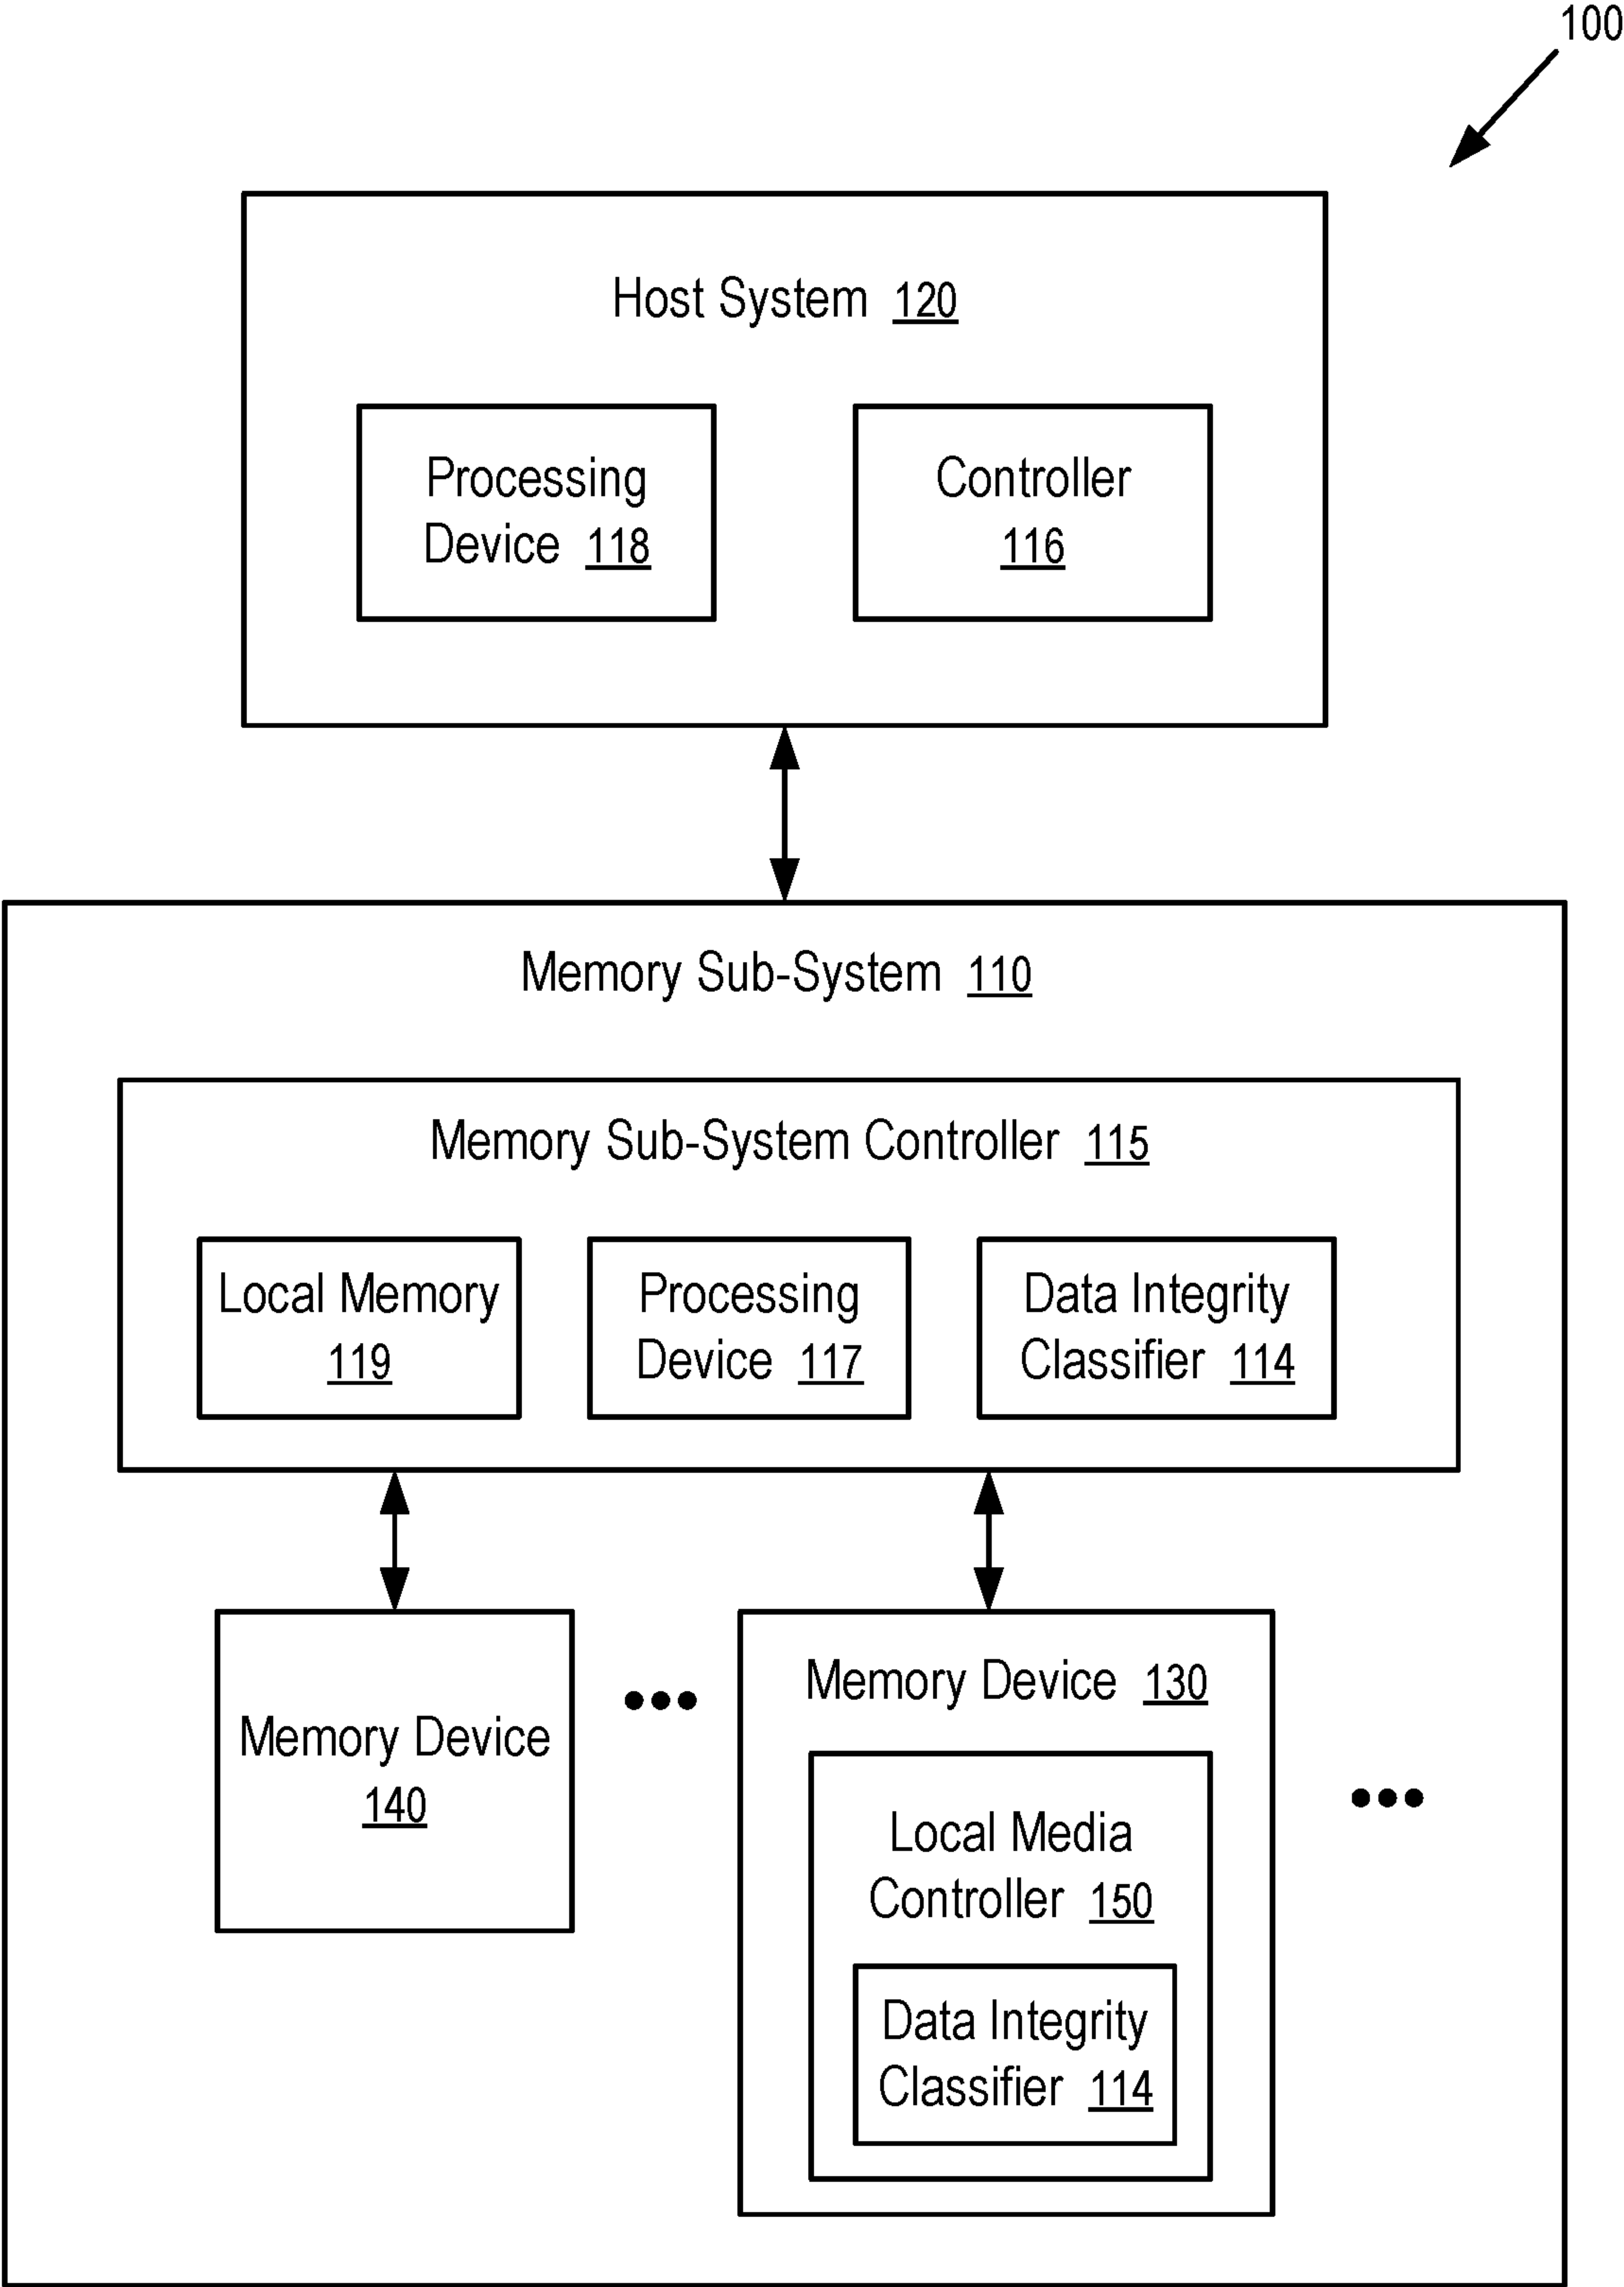 100
Host System 120
Processing
Device 118
Controller
116
Memory Sub-System 110
Memory Sub-System Controller 115
Local Memory
119
Processing
Device 117
Data Integrity
Classifier 114
Memory Device
140
Memory Device 130
Local Media
Controller 150
Data Integrity
Classifier 114